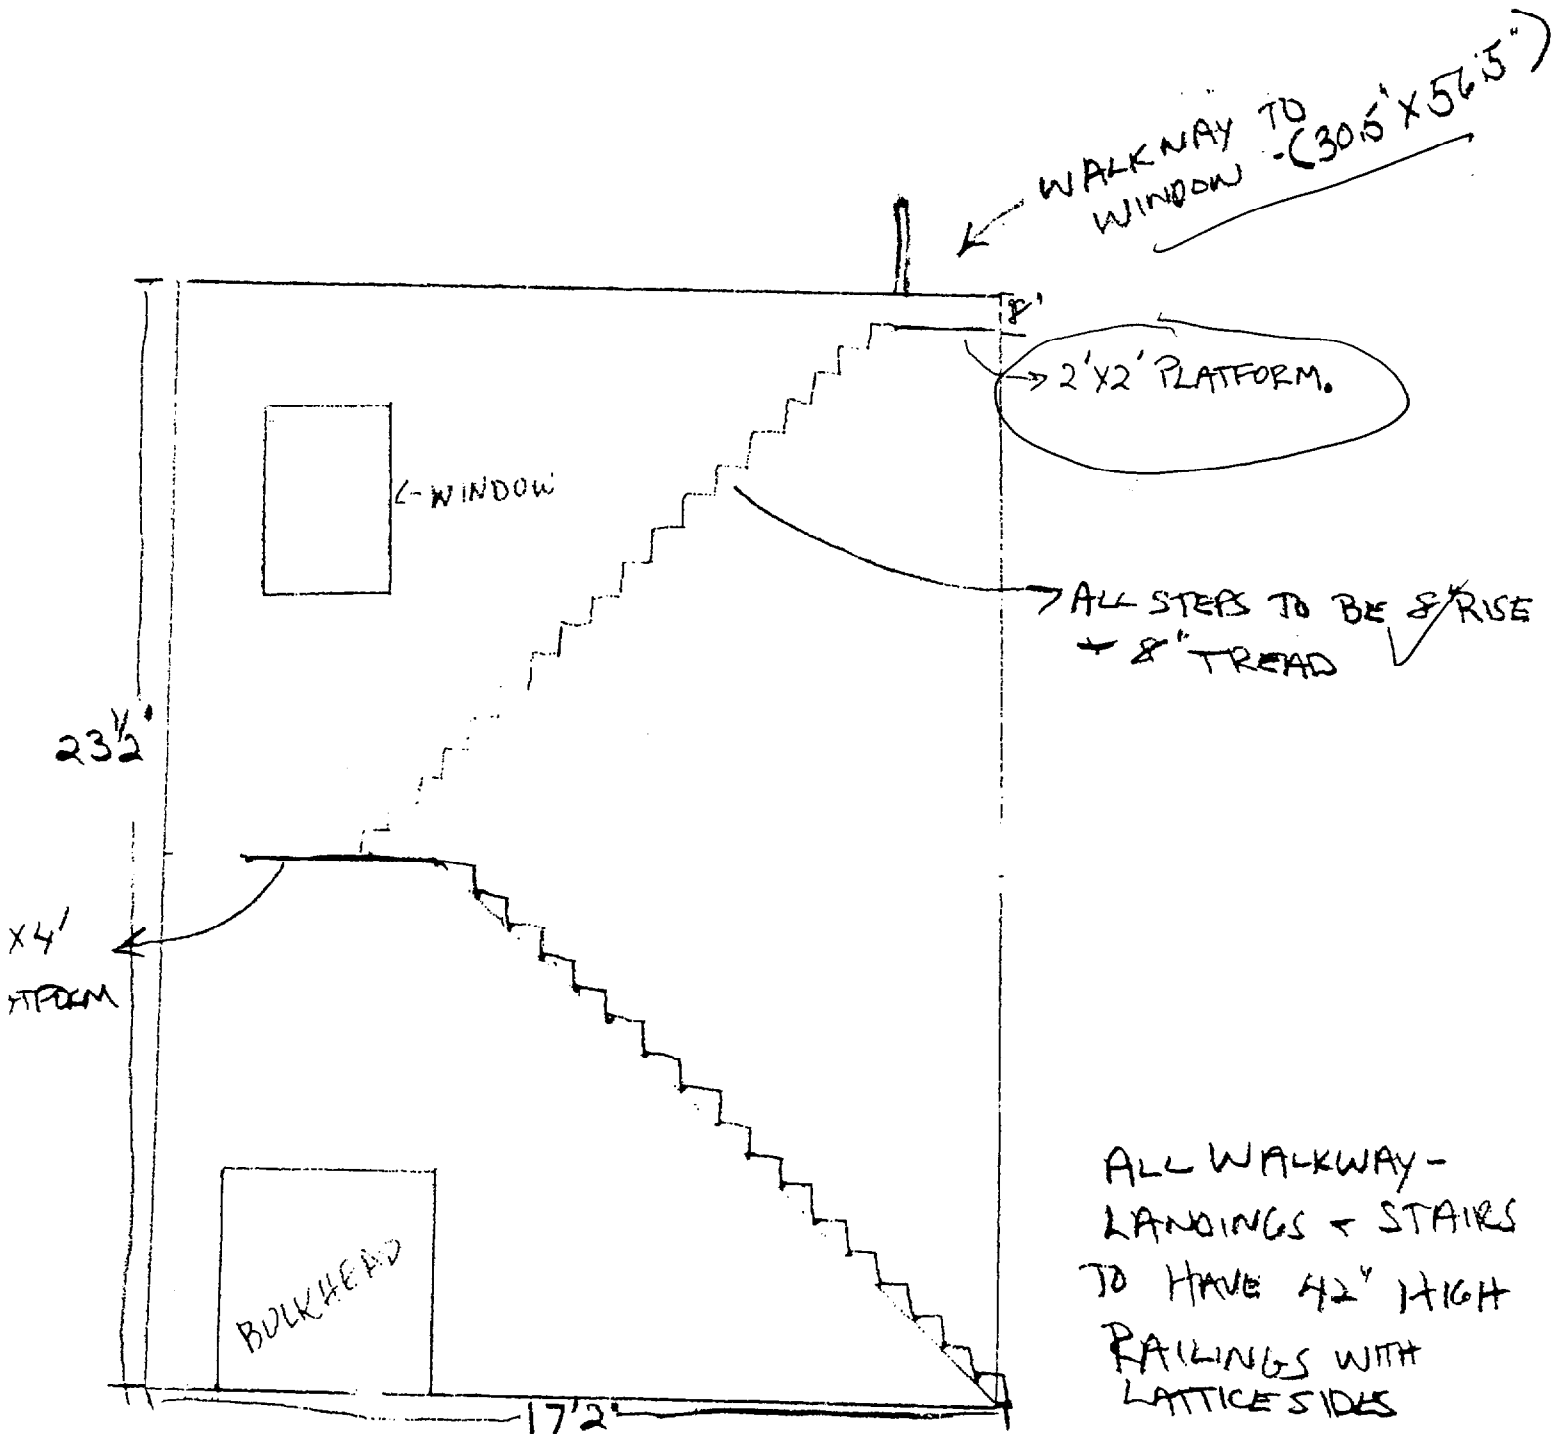 WALKWAY TO
WINDOW -(30.5" X 56.5")
8'
2'X2' PLATFORM.
<-WINDOW
ALL STEPS TO BE 8" RISE
+ 8" TREAD
23½'
X4'
BULKHEAD
17'2"
ALL WALKWAY-
LANDINGS + STAIRS
TO HAVE 42" HIGH
RAILINGS WITH
LATTICE SIDES